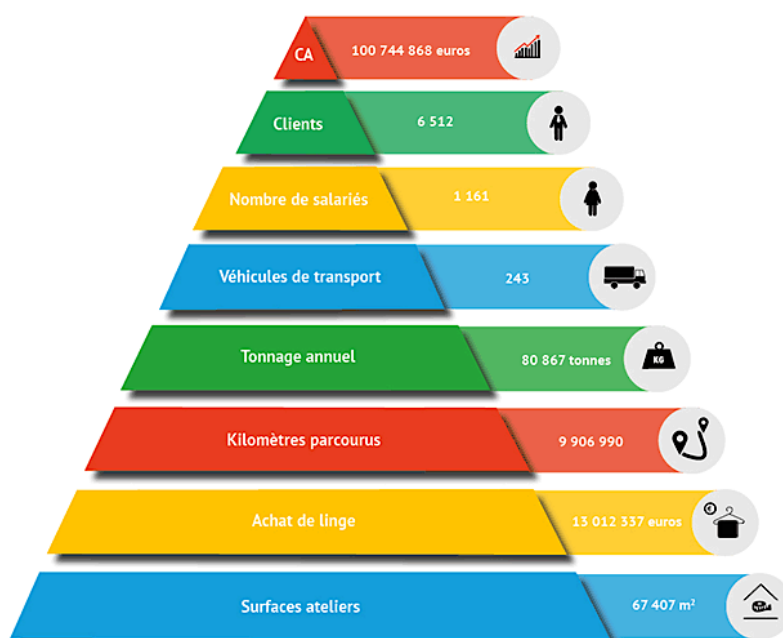 CA 100 744 868 euros
Clients 6 512
Nombre de salariés 1 161
Véhicules de transport 243
Tonnage annuel 80 867 tonnes
KG
Kilomètres parcourus 9 906 990
Achat de linge 13 012 337 euros
€
Surfaces ateliers 67 407 m²